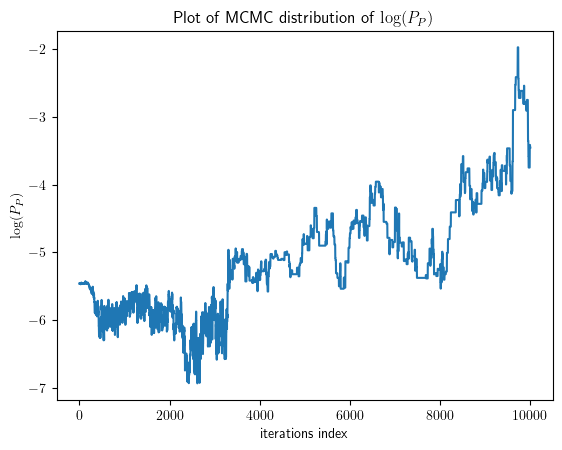 Plot of MCMC distribution of log(P_P)
−2
−3
−4
−5
−6
−7
log(P_P)
0 2000 4000 6000 8000 10000
iterations index